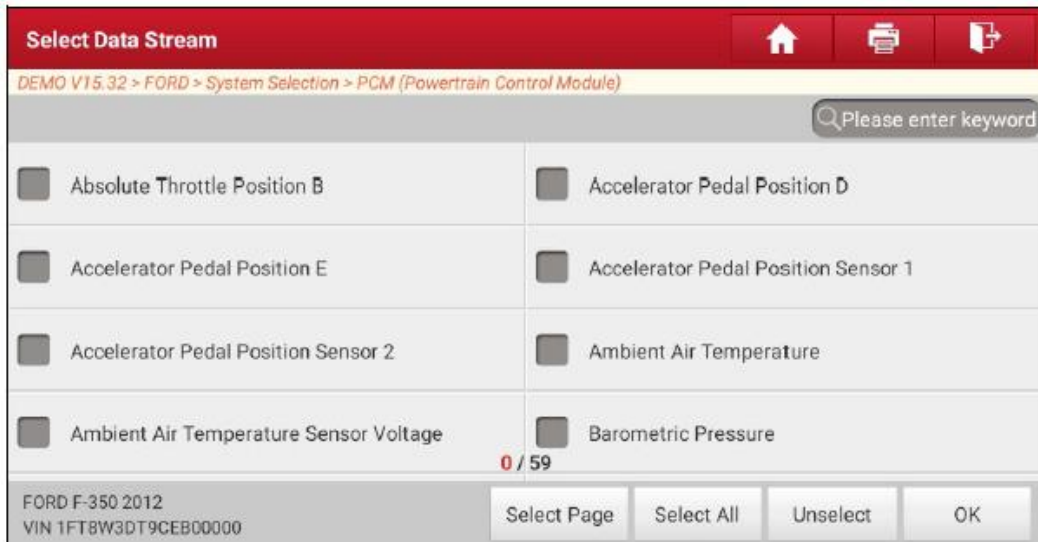 Select Data Stream
DEMO V15.32 > FORD > System Selection > PCM (Powertrain Control Module)
Please enter keyword
Absolute Throttle Position B
Accelerator Pedal Position D
Accelerator Pedal Position E
Accelerator Pedal Position Sensor 1
Accelerator Pedal Position Sensor 2
Ambient Air Temperature
Ambient Air Temperature Sensor Voltage
Barometric Pressure
0 / 59
FORD F-350 2012
VIN 1FT8W3DT9CEB00000
Select Page
Select All
Unselect
OK